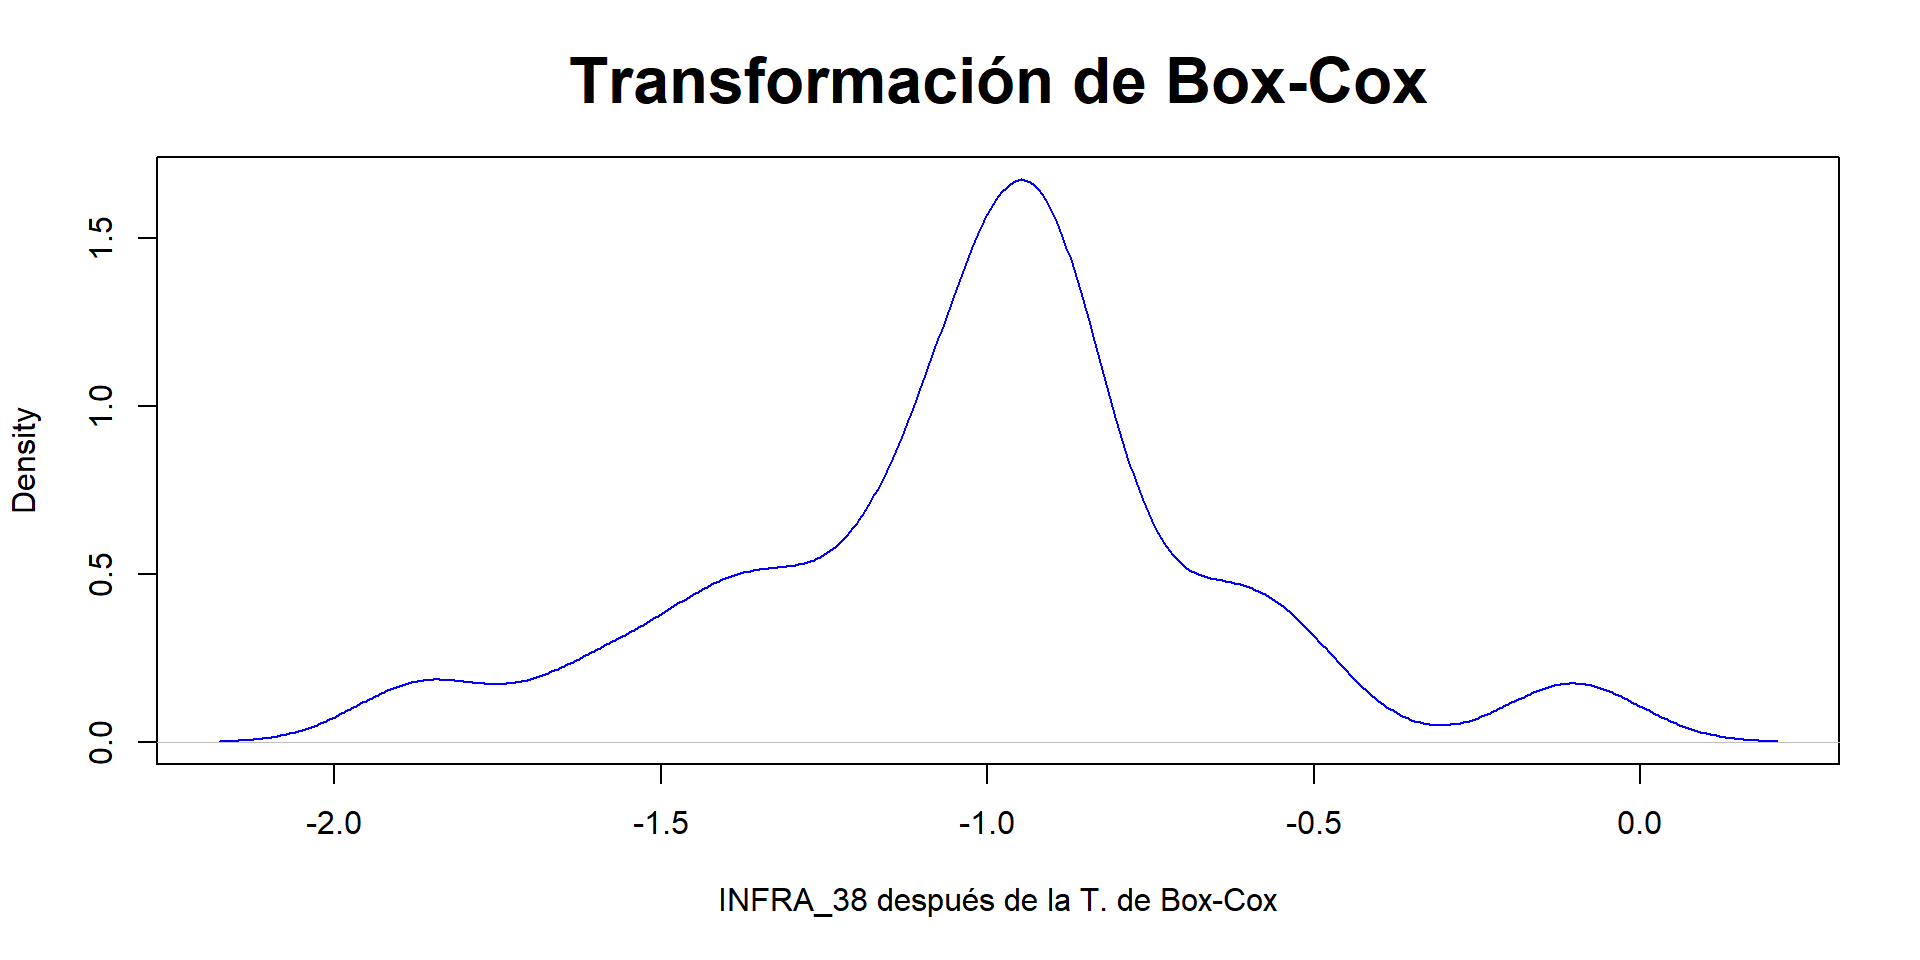 Transformación de Box-Cox
Density
1.5
1.0
0.5
0.0
-2.0 -1.5 -1.0 -0.5 0.0
INFRA_38 después de la T. de Box-Cox